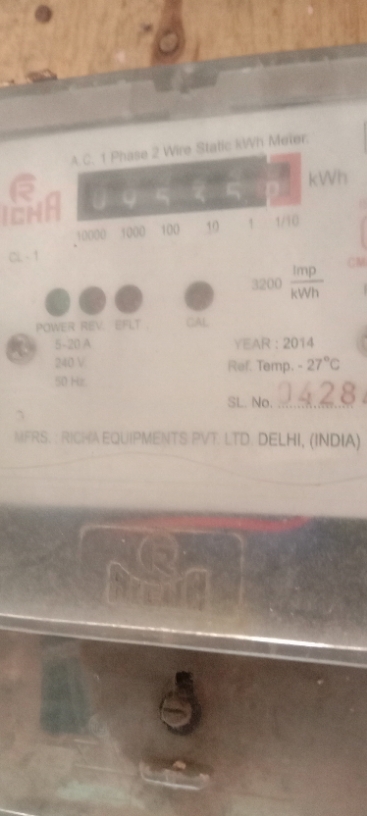 A.C. 1 Phase 2 Wire Static kWh Meter.
R
RICHA
kWh
10000 1000 100 10 1 1/10
CL-1
3200 Imp/kWh
POWER REV. EFLT. CAL
5-20 A
240 V
50 Hz
YEAR : 2014
Ref. Temp. - 27°C
SL. No. 04284
MFRS. : RICHA EQUIPMENTS PVT. LTD. DELHI, (INDIA)
R
RICHA